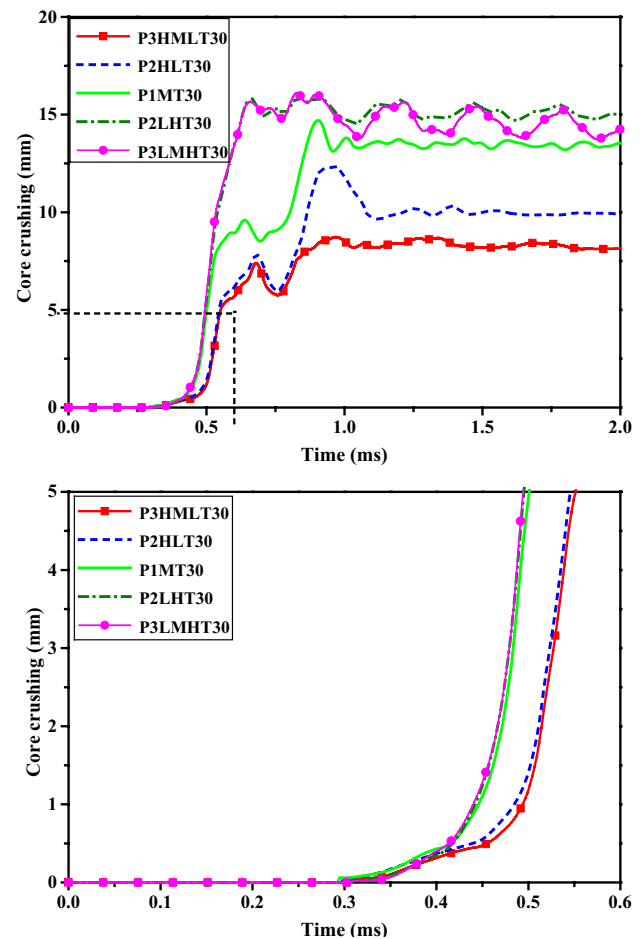 20
15
10
5
0
Core crushing (mm)
P3HMLT30
P2HLT30
P1MT30
P2LHT30
P3LMHT30
0.0 0.5 1.0 1.5 2.0
Time (ms)
5
4
3
2
1
0
Core crushing (mm)
P3HMLT30
P2HLT30
P1MT30
P2LHT30
P3LMHT30
0.0 0.1 0.2 0.3 0.4 0.5 0.6
Time (ms)